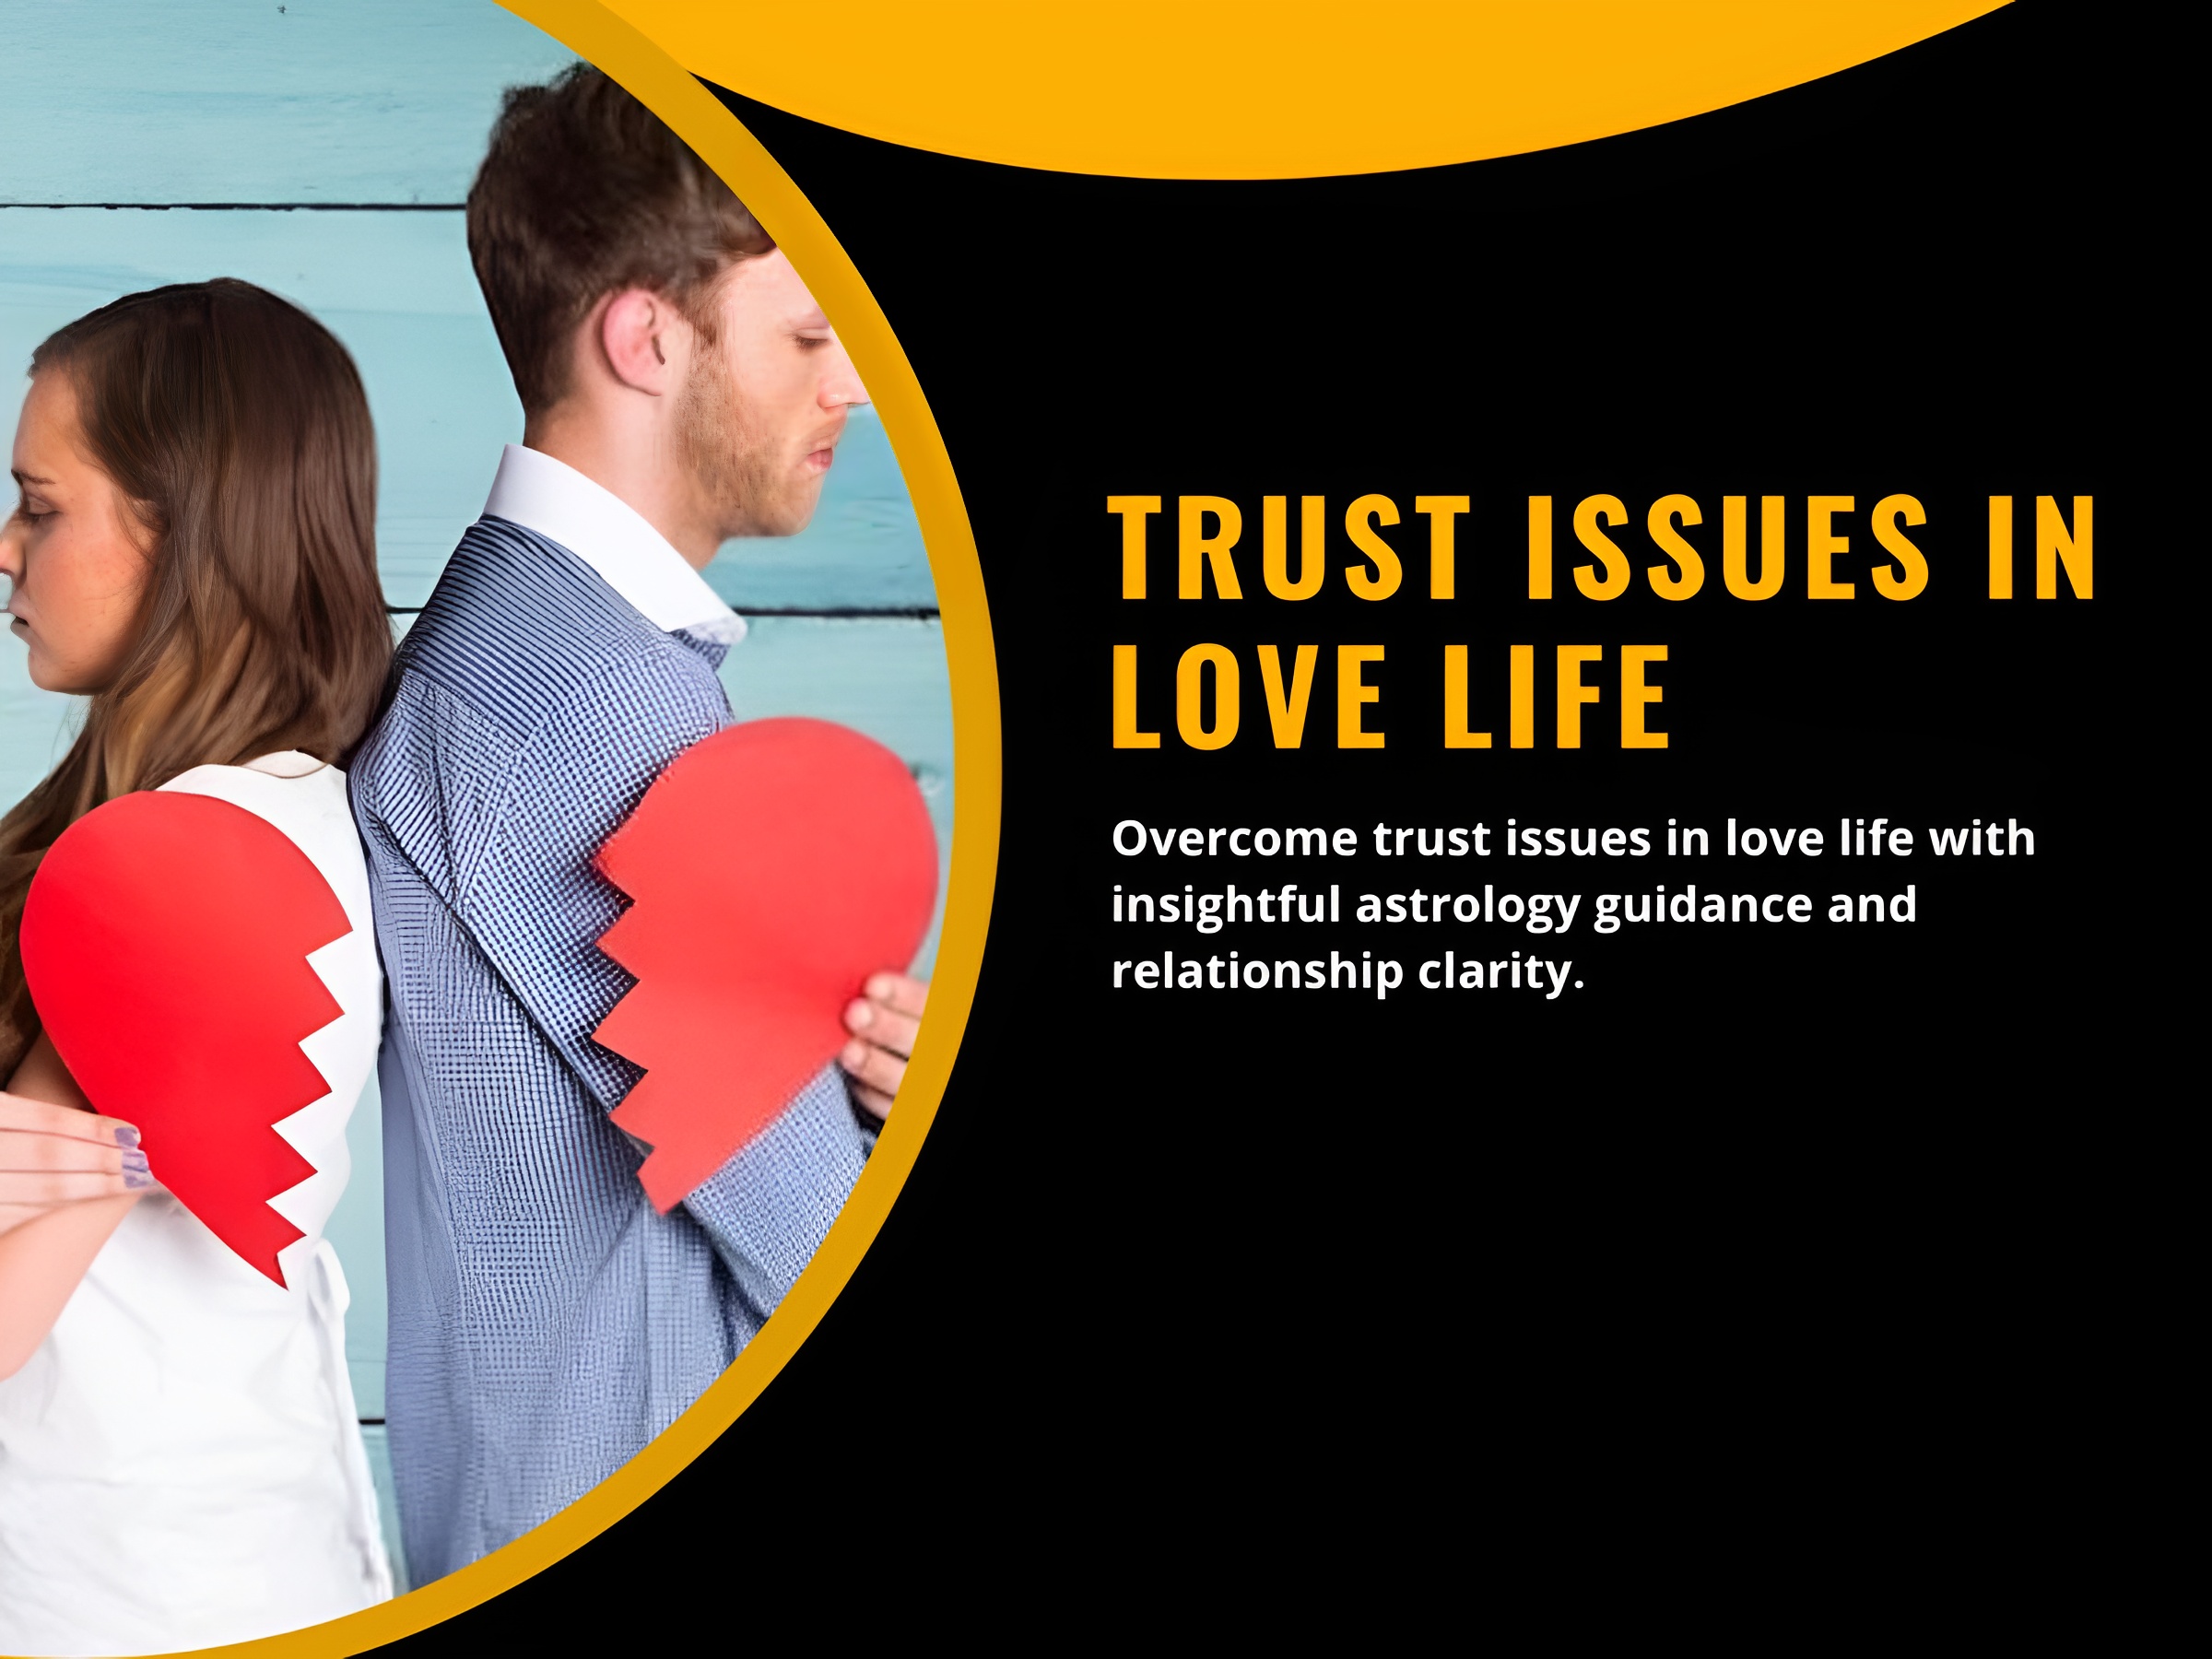 TRUST ISSUES IN
LOVE LIFE
Overcome trust issues in love life with
insightful astrology guidance and
relationship clarity.